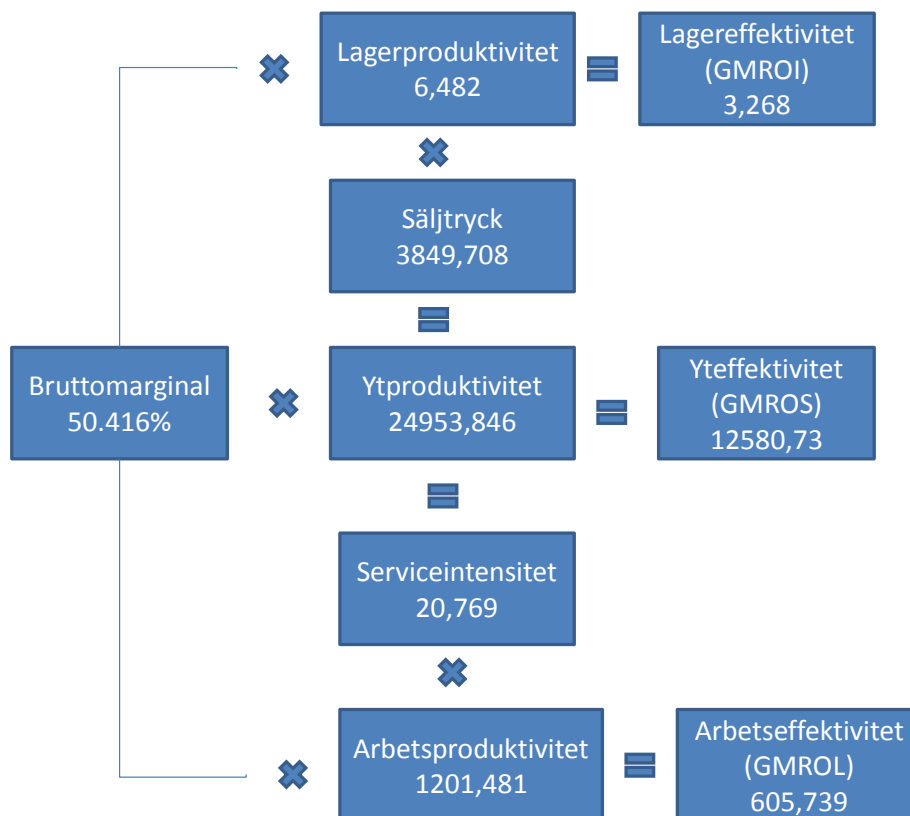 Lagerproduktivitet
6,482
Lagereffektivitet
(GMROI)
3,268
Säljtryck
3849,708
Bruttomarginal
50.416%
Ytproduktivitet
24953,846
Yteffektivitet
(GMROS)
12580,73
Serviceintensitet
20,769
Arbetsproduktivitet
1201,481
Arbetseffektivitet
(GMROL)
605,739